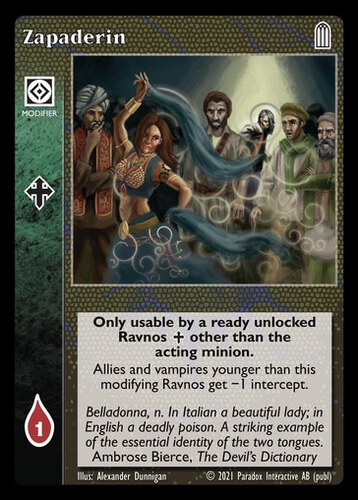 Zapaderin
MODIFIER
Only usable by a ready unlocked
Ravnos other than the
acting minion.
Allies and vampires younger than this
modifying Ravnos get −1 intercept.
Belladonna, n. In Italian a beautiful lady; in
English a deadly poison. A striking example
of the essential identity of the two tongues.
Ambrose Bierce, The Devil's Dictionary
1
Illus: Alexander Dunnigan © 2021 Paradox Interactive AB (publ)